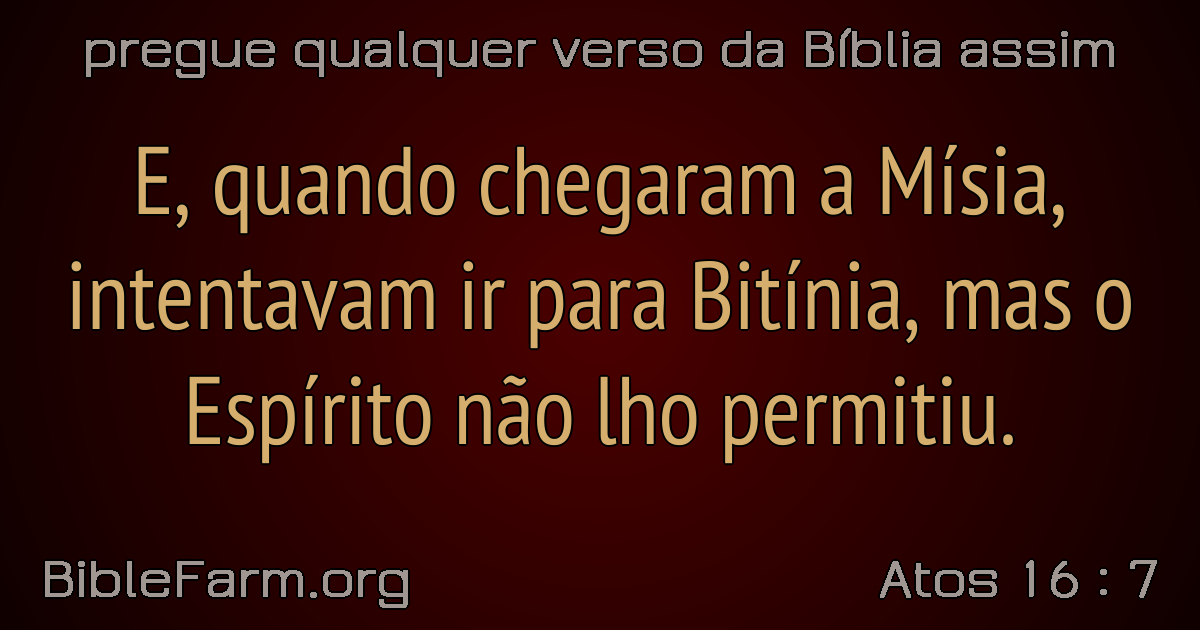 pregue qualquer verso da Bíblia assim
E, quando chegaram a Mísia,
intentavam ir para Bitínia, mas o
Espírito não lho permitiu.
BibleFarm.org
Atos 16 : 7